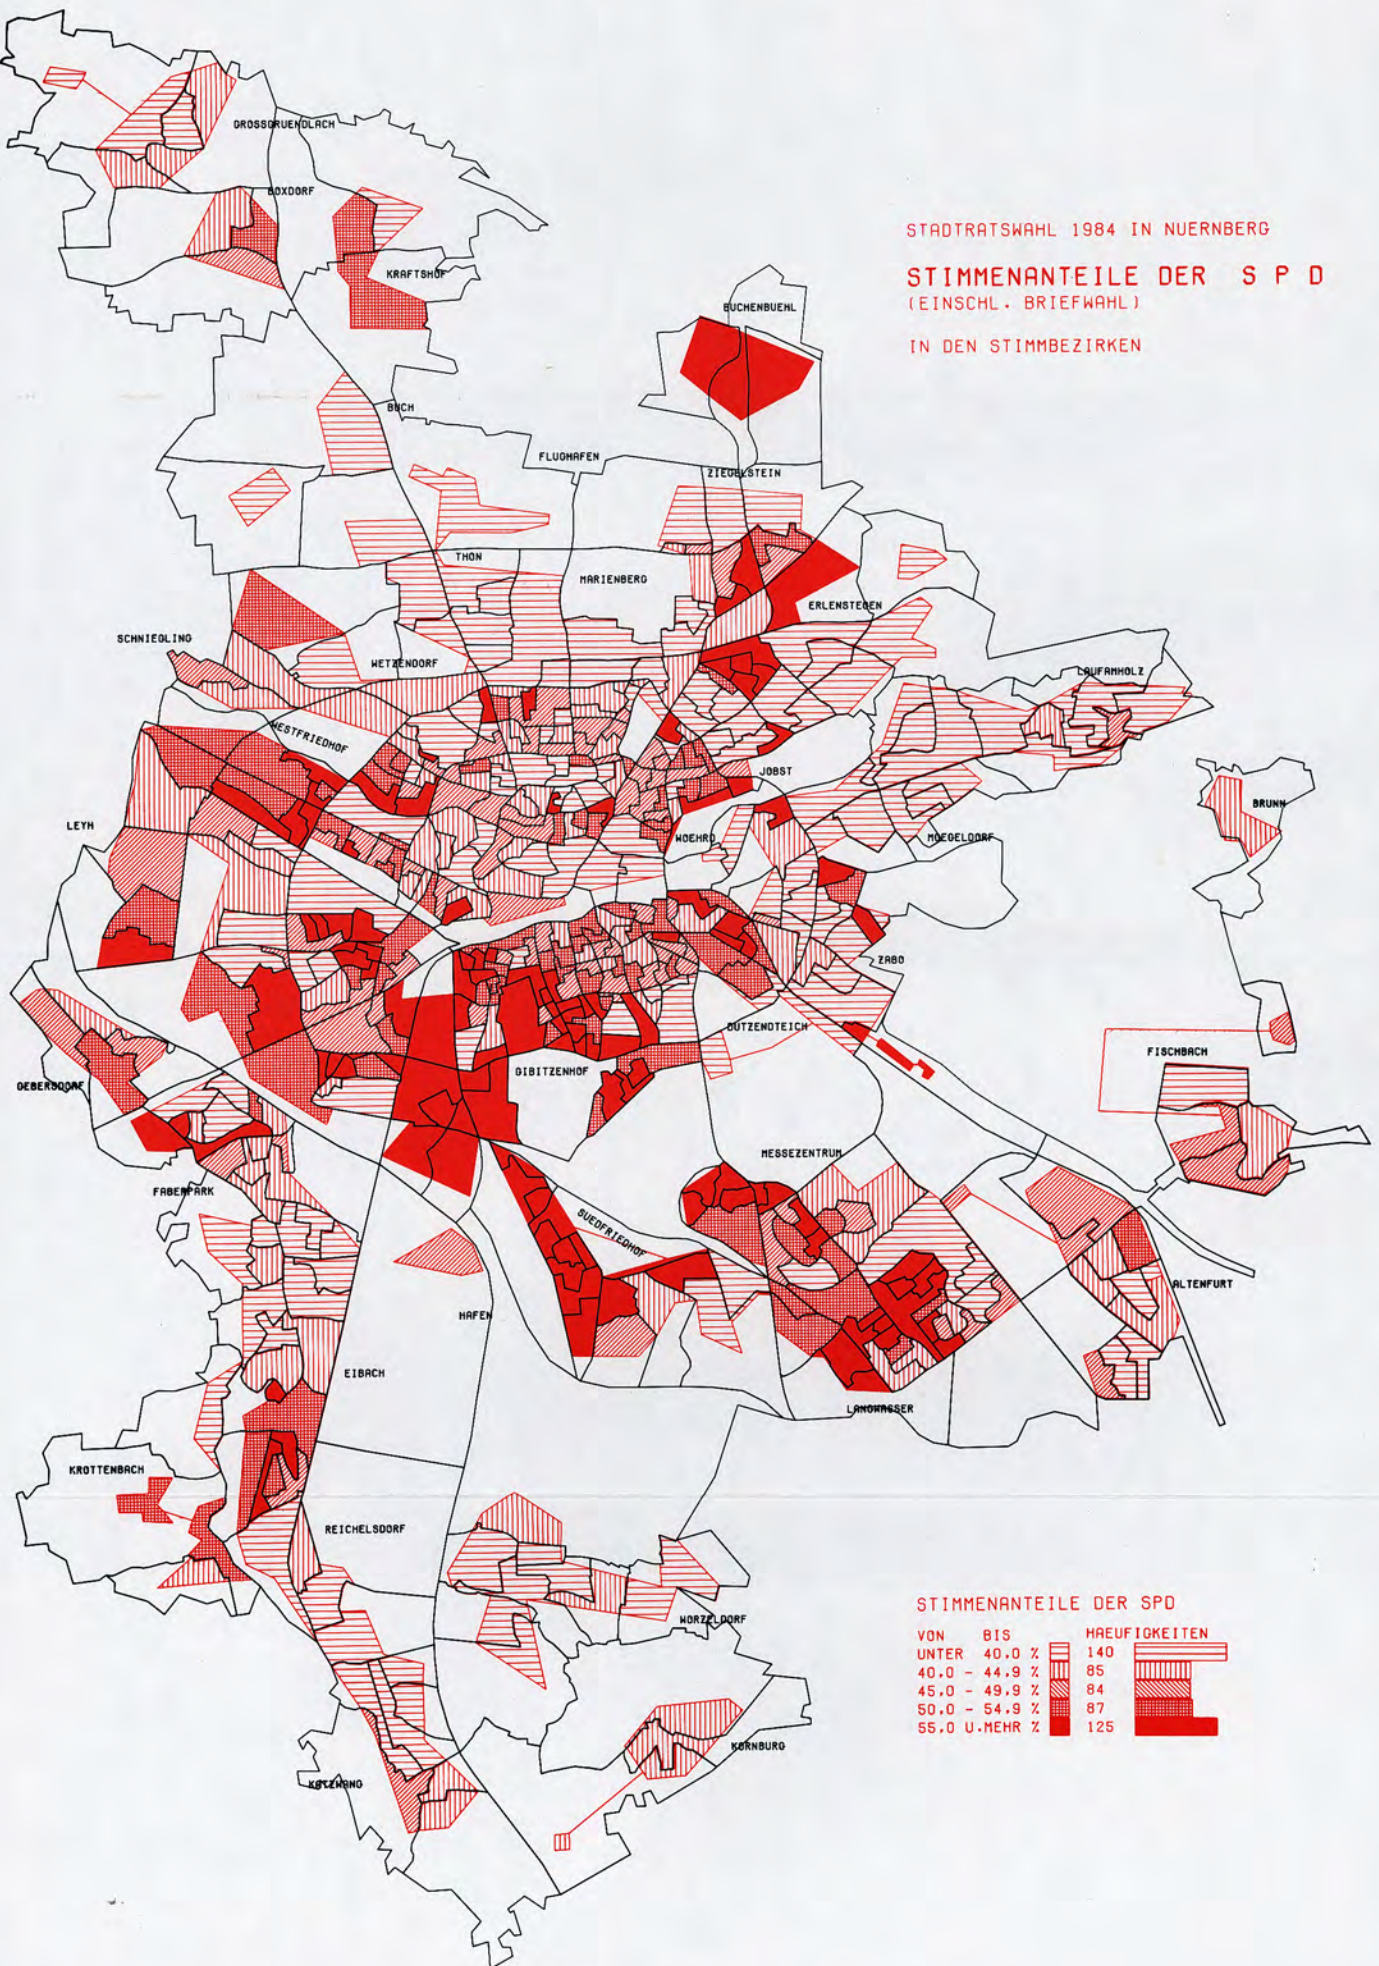 GROSSGRUENDLACH
BOXDORF
KRAFTSHOF
STADTRATSWAHL 1984 IN NUERNBERG
STIMMENANTEILE DER S P D
(EINSCHL. BRIEFWAHL)
IN DEN STIMMBEZIRKEN
BUCHENBUEHL
BUCH
FLUGHAFEN
ZIEGELSTEIN
THON
MARIENBERG
ERLENSTEGEN
SCHNIEGLING
WETZENDORF
LAUFAMHOLZ
WESTFRIEDHOF
JOBST
BRUNN
LEYH
WOEHRD
MOEGELDORF
ZABO
DUTZENDTEICH
FISCHBACH
GIBITZENHOF
GEBERSDORF
MESSEZENTRUM
FABERPARK
SUEDFRIEDHOF
ALTENFURT
HAFEN
EIBACH
LANGWASSER
KROTTENBACH
REICHELSDORF
WORZELDORF
KORNBURG
KATZWANG
STIMMENANTEILE DER SPD
VON BIS HAEUFIGKEITEN
UNTER 40.0 % 140
40.0 - 44.9 % 85
45.0 - 49.9 % 84
50.0 - 54.9 % 87
55.0 U.MEHR % 125